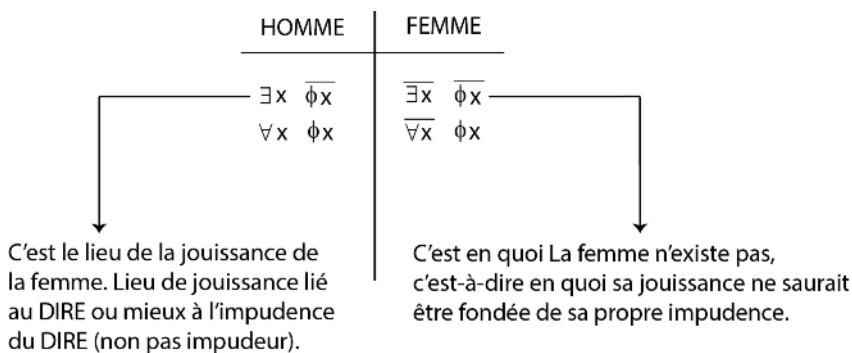 HOMME FEMME
∃x φ̅x̅ ∃̅x̅ φ̅x̅
∀x φx ∀̅x̅ φx
C'est le lieu de la jouissance de
la femme. Lieu de jouissance lié
au DIRE ou mieux à l'impudence
du DIRE (non pas impudeur).
C'est en quoi La femme n'existe pas,
c'est-à-dire en quoi sa jouissance ne saurait
être fondée de sa propre impudence.